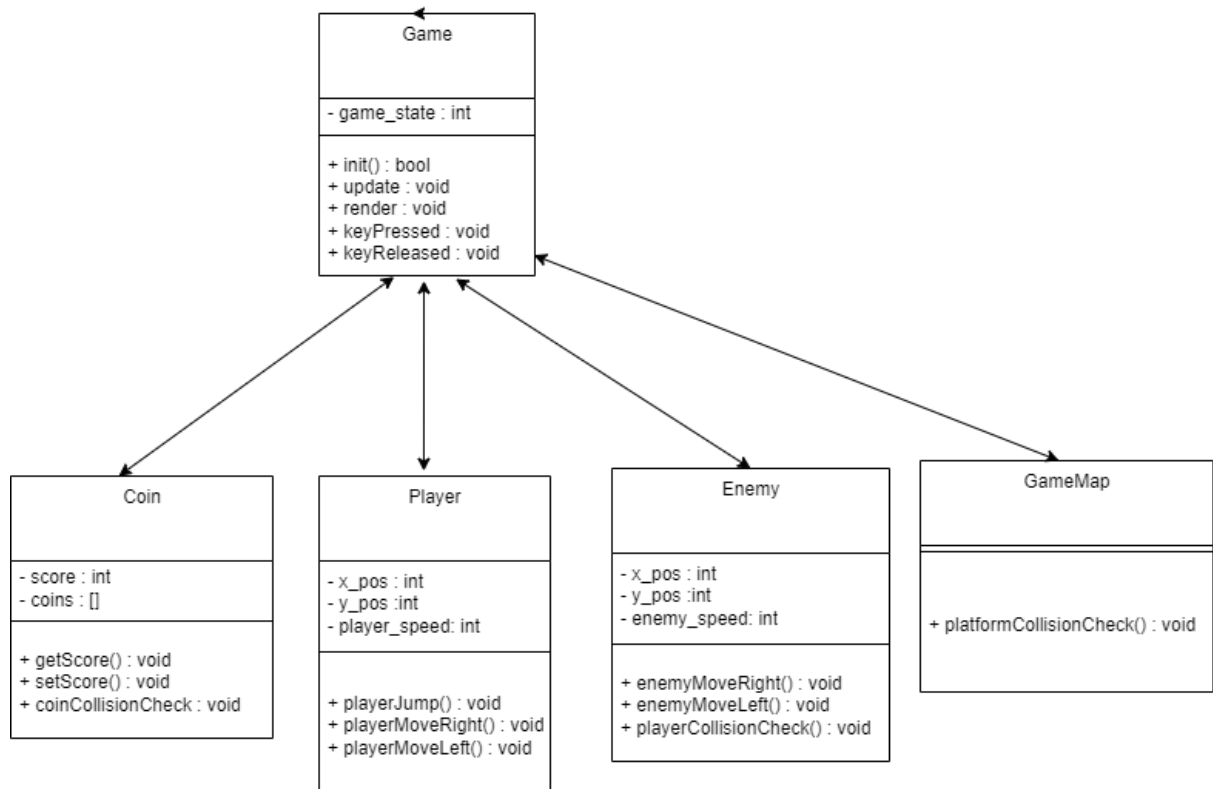 Game
- game_state : int
+ init() : bool
+ update : void
+ render : void
+ keyPressed : void
+ keyReleased : void
Coin
- score : int
- coins : []
+ getScore() : void
+ setScore() : void
+ coinCollisionCheck : void
Player
- x_pos : int
- y_pos :int
- player_speed: int
+ playerJump() : void
+ playerMoveRight() : void
+ playerMoveLeft() : void
Enemy
- x_pos : int
- y_pos :int
- enemy_speed: int
+ enemyMoveRight() : void
+ enemyMoveLeft() : void
+ playerCollisionCheck() : void
GameMap
+ platformCollisionCheck() : void